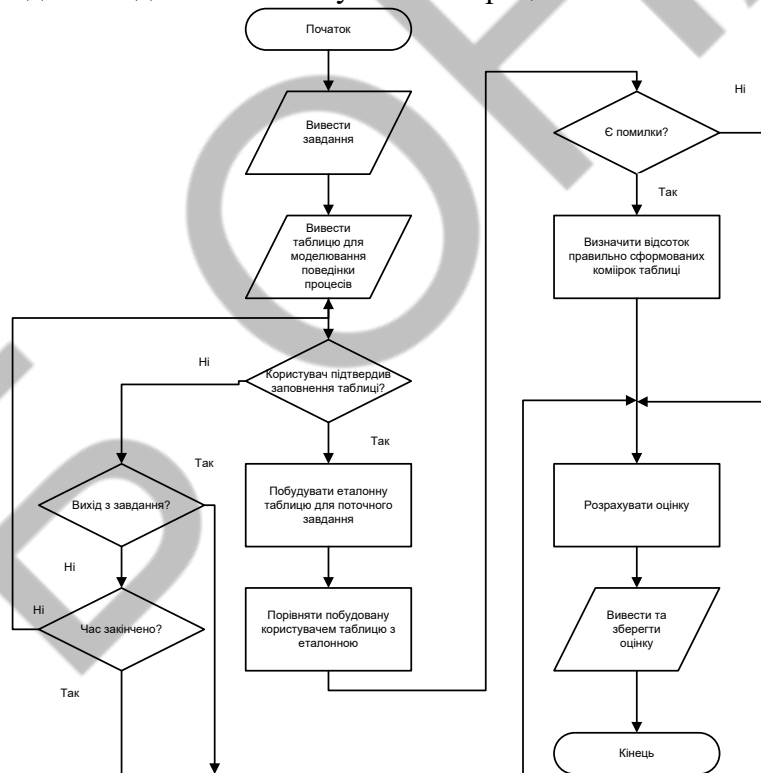 Початок
Вивести
завдання
Вивести
таблицю для
моделювання
поведінки
процесів
Ні
Користувач підтвердив
заповнення таблиці?
Так
Так
Вихід з завдання?
Ні
Ні
Час закінчено?
Так
Побудувати еталонну
таблицю для поточного
завдання
Порівняти побудовану
користувачем таблицю з
еталонною
Ні
Є помилки?
Так
Визначити відсоток
правильно сформованих
коміірок таблиці
Розрахувати оцінку
Вивести та
зберегти
оцінку
Кінець